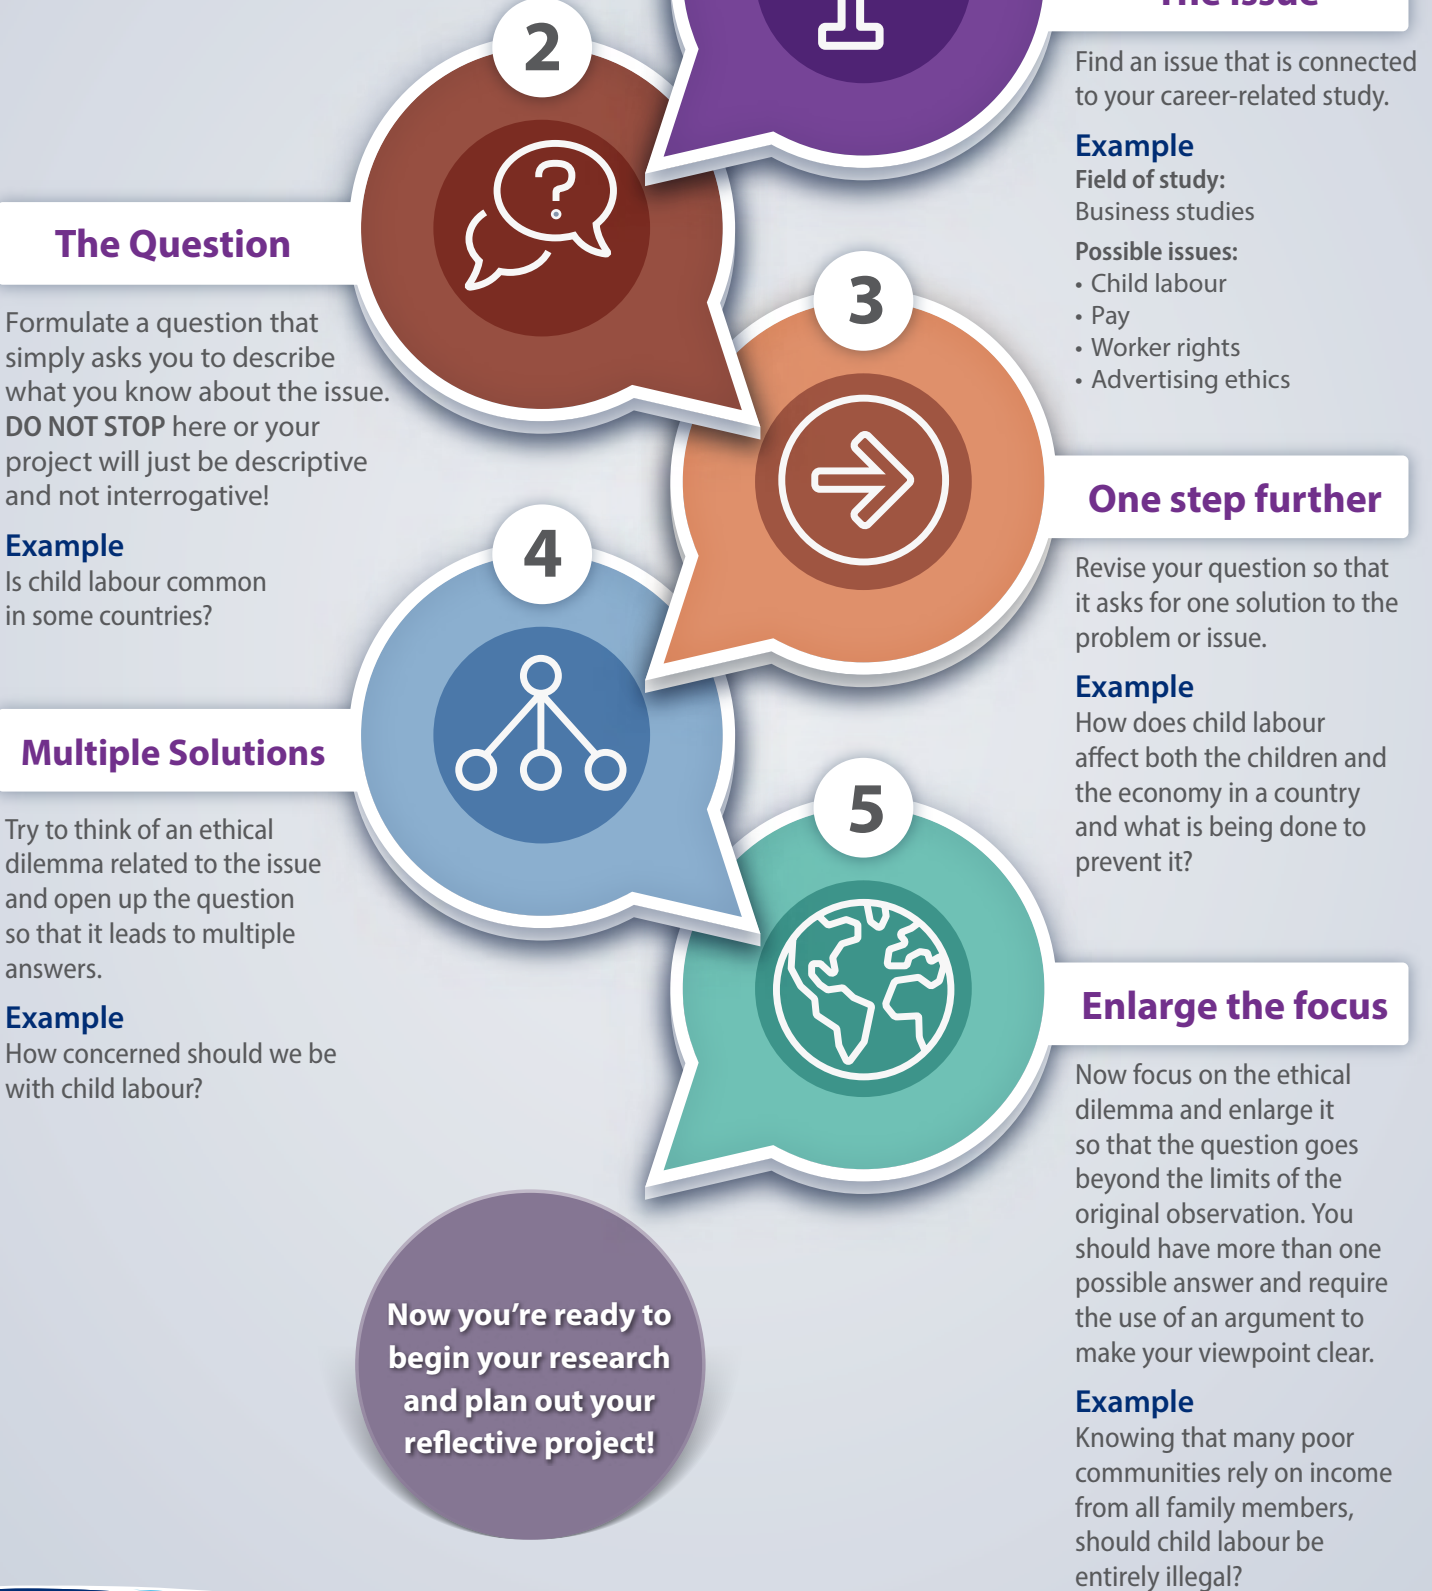 The Issue
Find an issue that is connected
to your career-related study.
Example
Field of study:
Business studies
Possible issues:
• Child labour
• Pay
• Worker rights
• Advertising ethics
2
The Question
Formulate a question that
simply asks you to describe
what you know about the issue.
DO NOT STOP here or your
project will just be descriptive
and not interrogative!
Example
Is child labour common
in some countries?
3
One step further
Revise your question so that
it asks for one solution to the
problem or issue.
Example
How does child labour
affect both the children and
the economy in a country
and what is being done to
prevent it?
4
Multiple Solutions
Try to think of an ethical
dilemma related to the issue
and open up the question
so that it leads to multiple
answers.
Example
How concerned should we be
with child labour?
5
Enlarge the focus
Now focus on the ethical
dilemma and enlarge it
so that the question goes
beyond the limits of the
original observation. You
should have more than one
possible answer and require
the use of an argument to
make your viewpoint clear.
Example
Knowing that many poor
communities rely on income
from all family members,
should child labour be
entirely illegal?
Now you’re ready to
begin your research
and plan out your
reflective project!